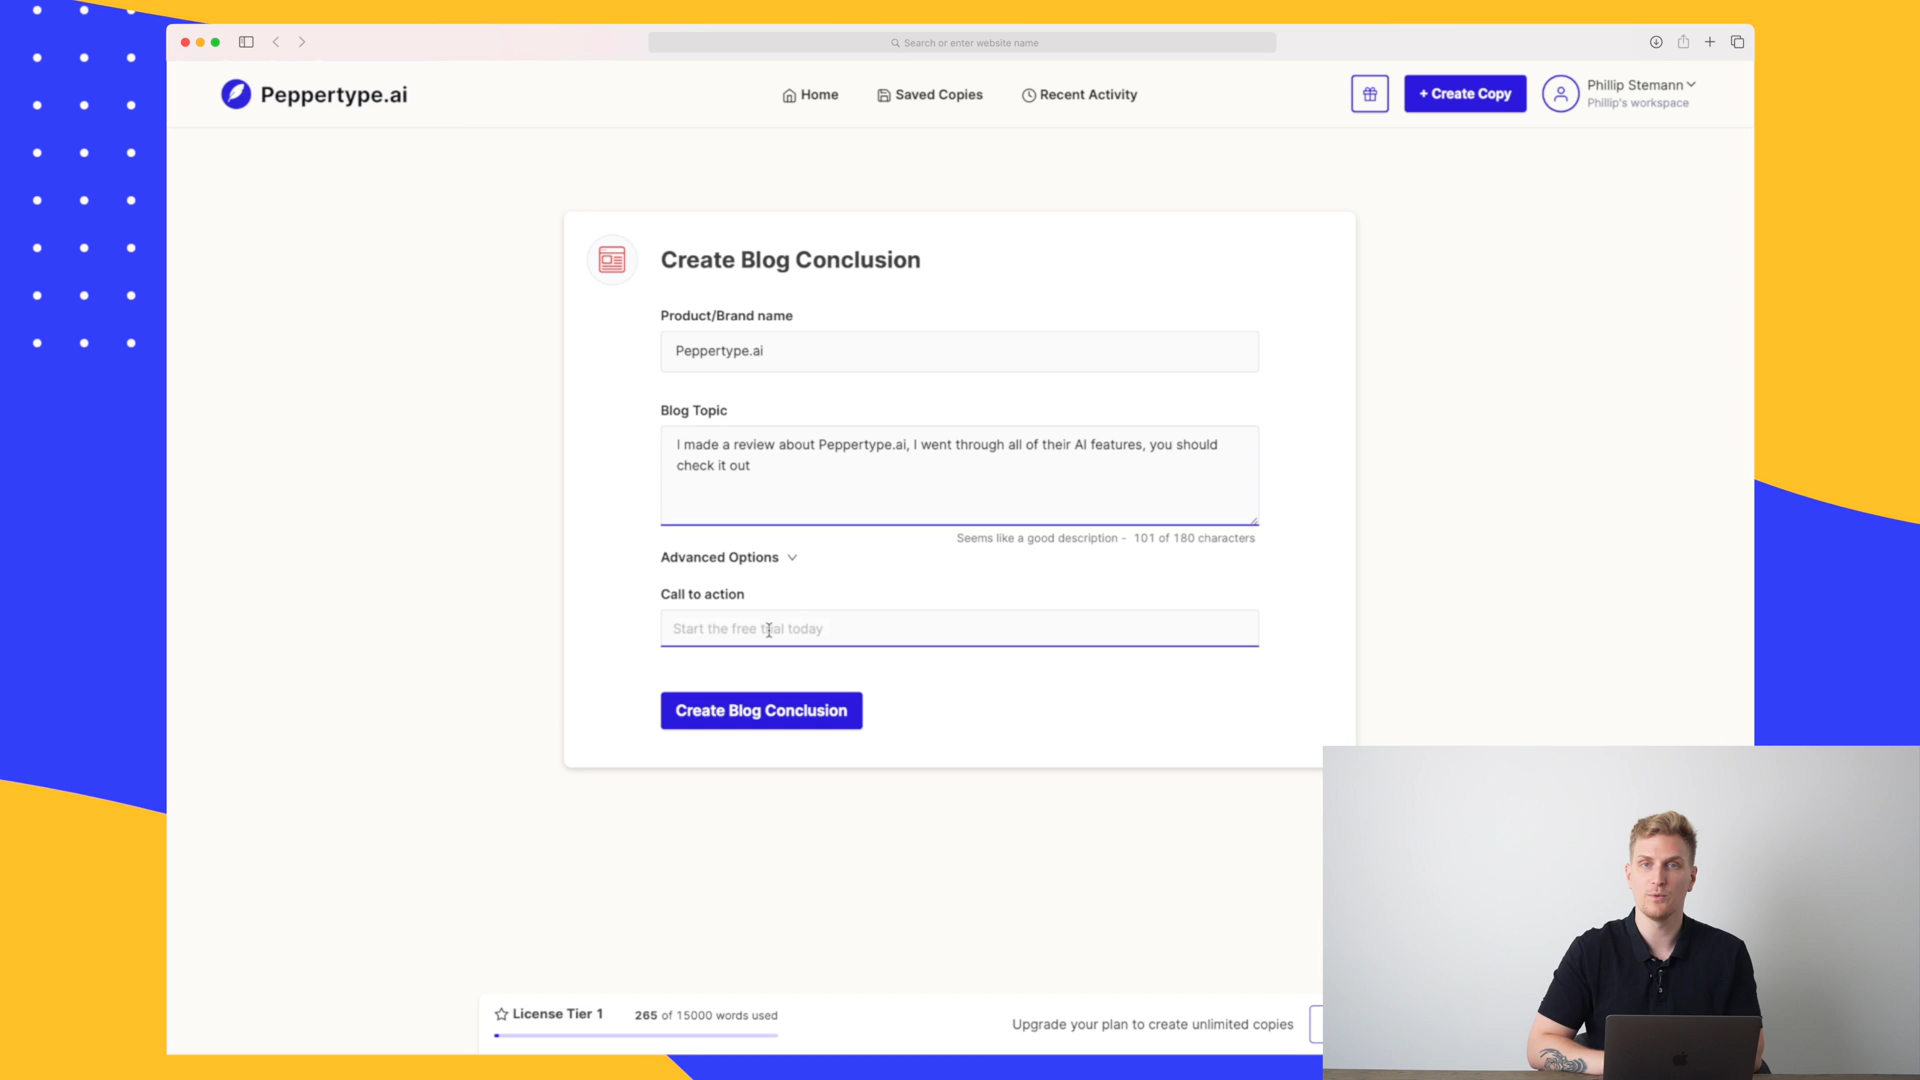 Search or enter website name
Peppertype.ai
Home
Saved Copies
Recent Activity
+ Create Copy
Phillip Stemann
Phillip's workspace
Create Blog Conclusion
Product/Brand name
Peppertype.ai
Blog Topic
I made a review about Peppertype.ai, I went through all of their AI features, you should
check it out
Seems like a good description - 101 of 180 characters
Advanced Options
Call to action
Start the free trial today
Create Blog Conclusion
License Tier 1
265 of 15000 words used
Upgrade your plan to create unlimited copies